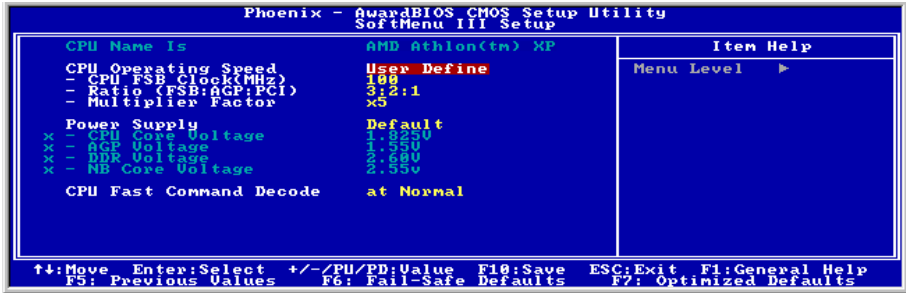 Phoenix - AwardBIOS CMOS Setup Utility
SoftMenu III Setup
CPU Name Is AMD Athlon(tm) XP
Item Help
CPU Operating Speed User Define
Menu Level ►
- CPU FSB Clock(MHz) 100
- Ratio (FSB:AGP:PCI) 3:2:1
- Multiplier Factor x5
Power Supply Default
x - CPU Core Voltage 1.825V
x - AGP Voltage 1.55V
x - DDR Voltage 2.60V
x - NB Core Voltage 2.55V
CPU Fast Command Decode at Normal
↑↓:Move Enter:Select +/-/PU/PD:Value F10:Save ESC:Exit F1:General Help
F5: Previous Values F6: Fail-Safe Defaults F7: Optimized Defaults